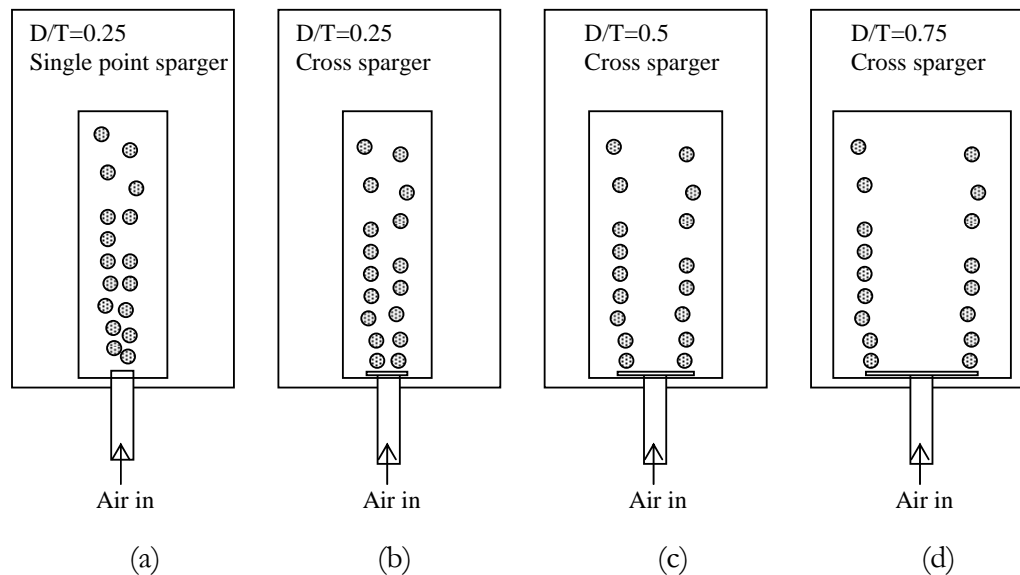 D/T=0.25
Single point sparger
Air in
(a)
D/T=0.25
Cross sparger
Air in
(b)
D/T=0.5
Cross sparger
Air in
(c)
D/T=0.75
Cross sparger
Air in
(d)